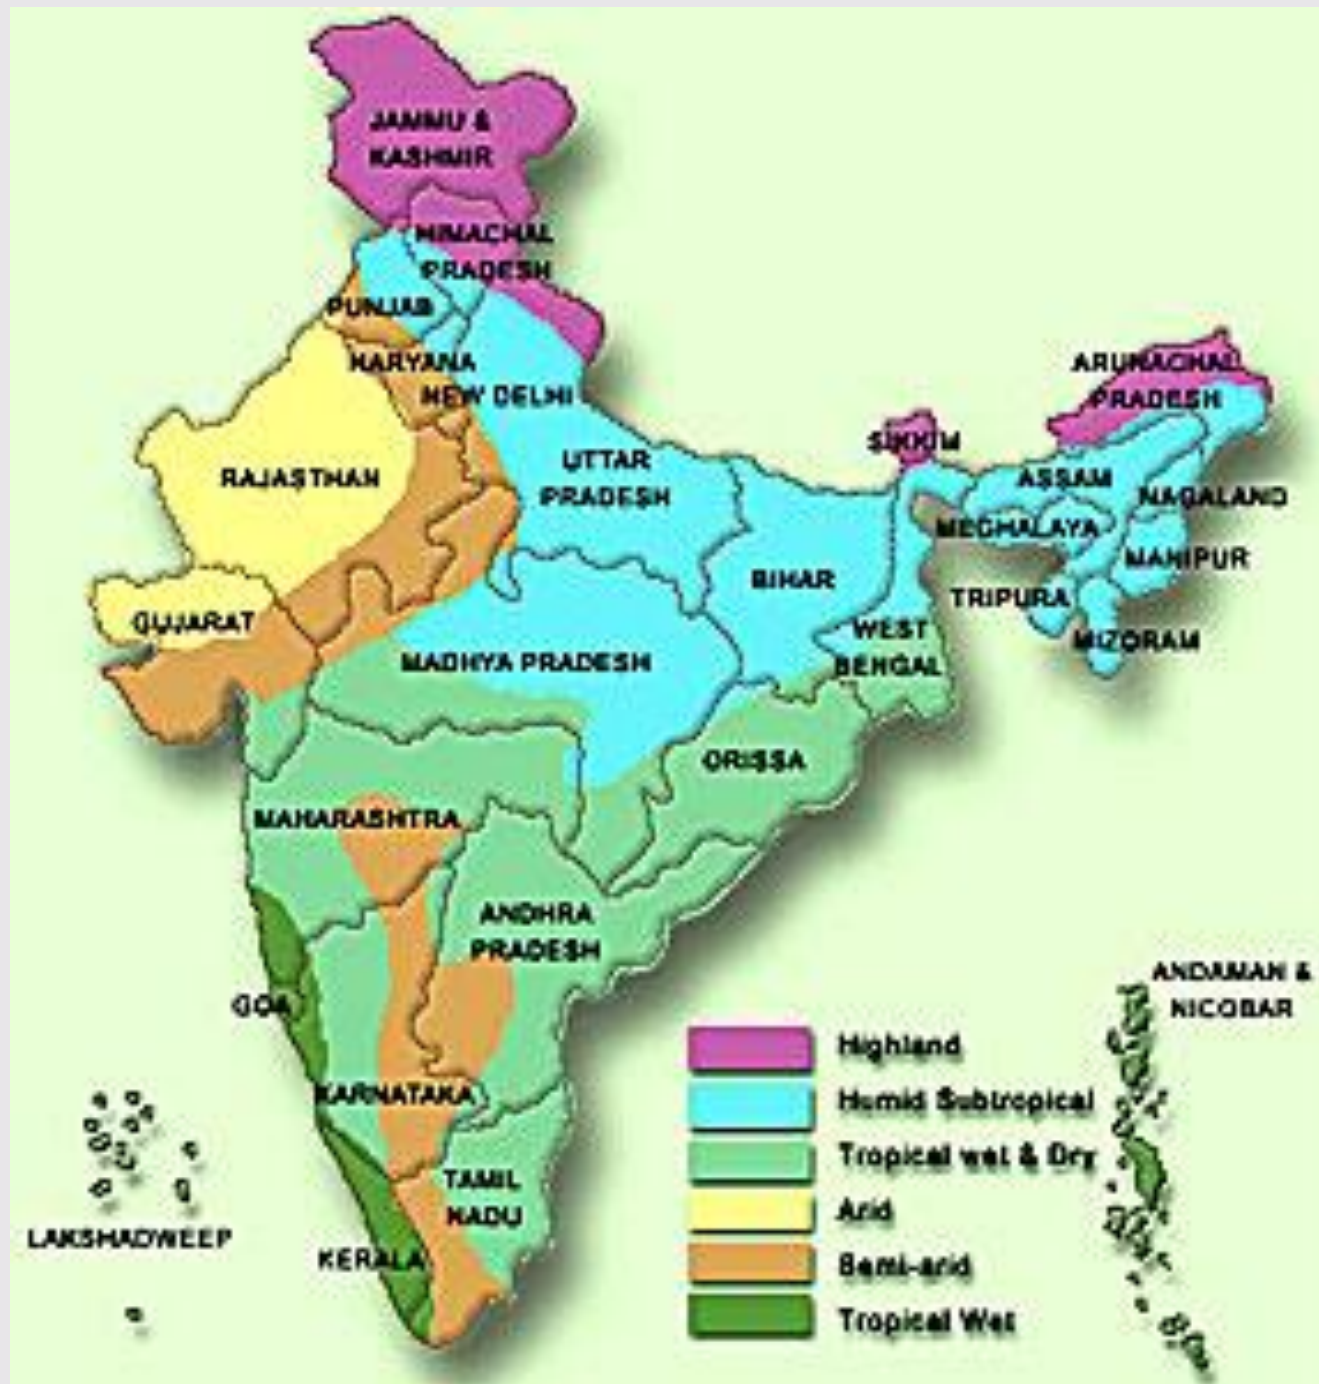 JAMMU &
KASHMIR
HIMACHAL
PRADESH
PUNJAB
HARYANA
NEW DELHI
ARUNACHAL
PRADESH
SIKKIM
UTTAR
PRADESH
RAJASTHAN
ASSAM
NAGALAND
MEGHALAYA
MANIPUR
BIHAR
TRIPURA
GUJARAT
WEST
BENGAL
MIZORAM
MADHYA PRADESH
ORISSA
MAHARASHTRA
ANDHRA
PRADESH
ANDAMAN &
NICOBAR
GOA
Highland
KARNATAKA
Humid Subtropical
Tropical wet & Dry
TAMIL
NADU
Arid
LAKSHADWEEP
KERALA
Semi-arid
Tropical Wet